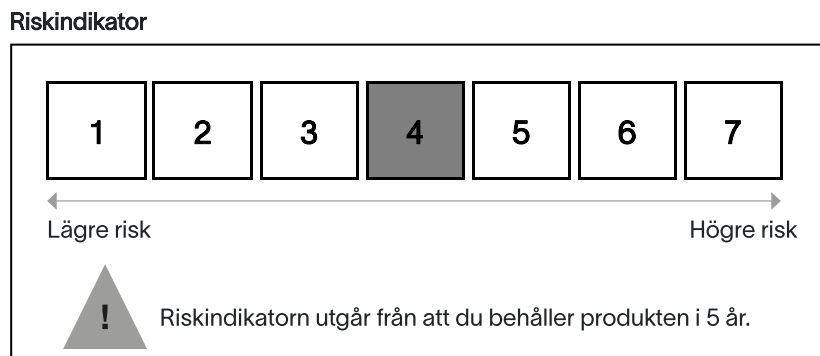 Riskindikator
1 2 3 4 5 6 7
Lägre risk Högre risk
! Riskindikatorn utgår från att du behåller produkten i 5 år.